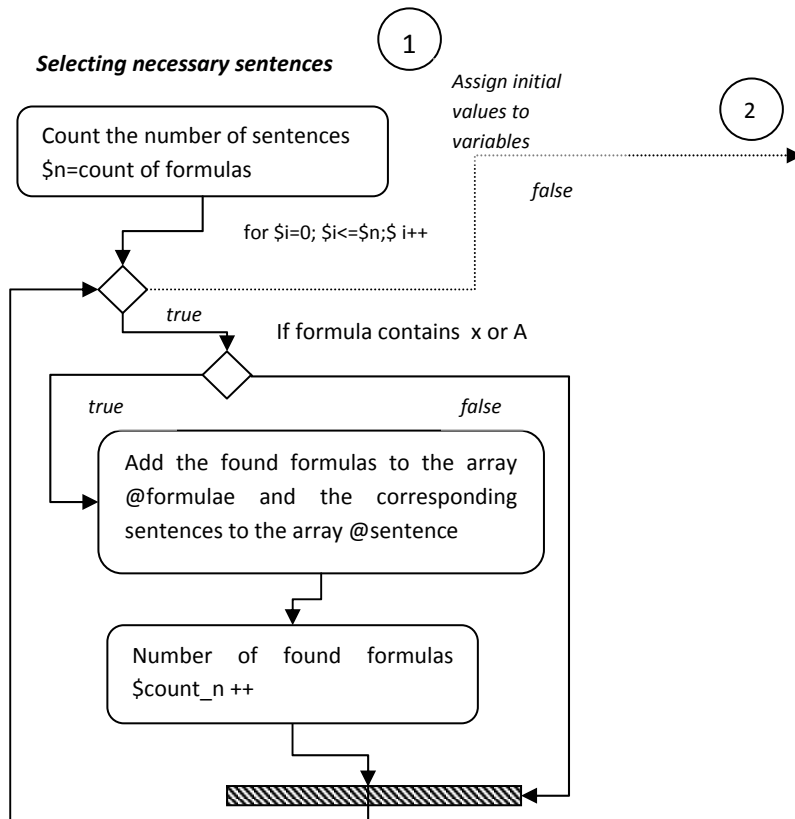 1
Selecting necessary sentences
Assign initial
values to
variables
2
Count the number of sentences
$n=count of formulas
false
for $i=0; $i<=$n;$ i++
true
If formula contains x or A
true
false
Add the found formulas to the array
@formulae and the corresponding
sentences to the array @sentence
Number of found formulas
$count_n ++